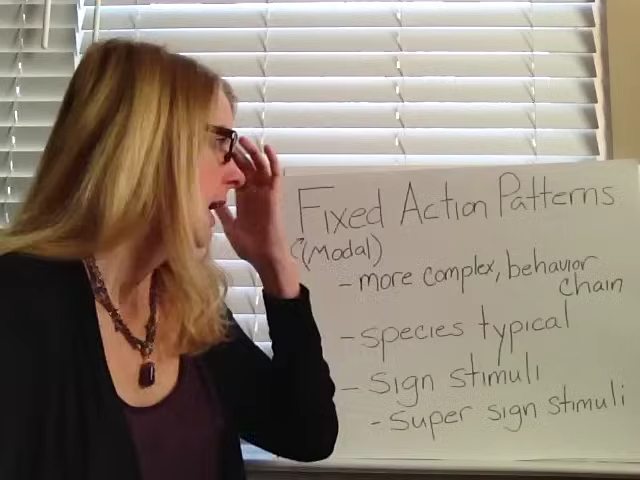 Fixed Action Patterns
(Modal)
- more complex, behavior
chain
- species typical
- sign stimuli
- super sign stimuli